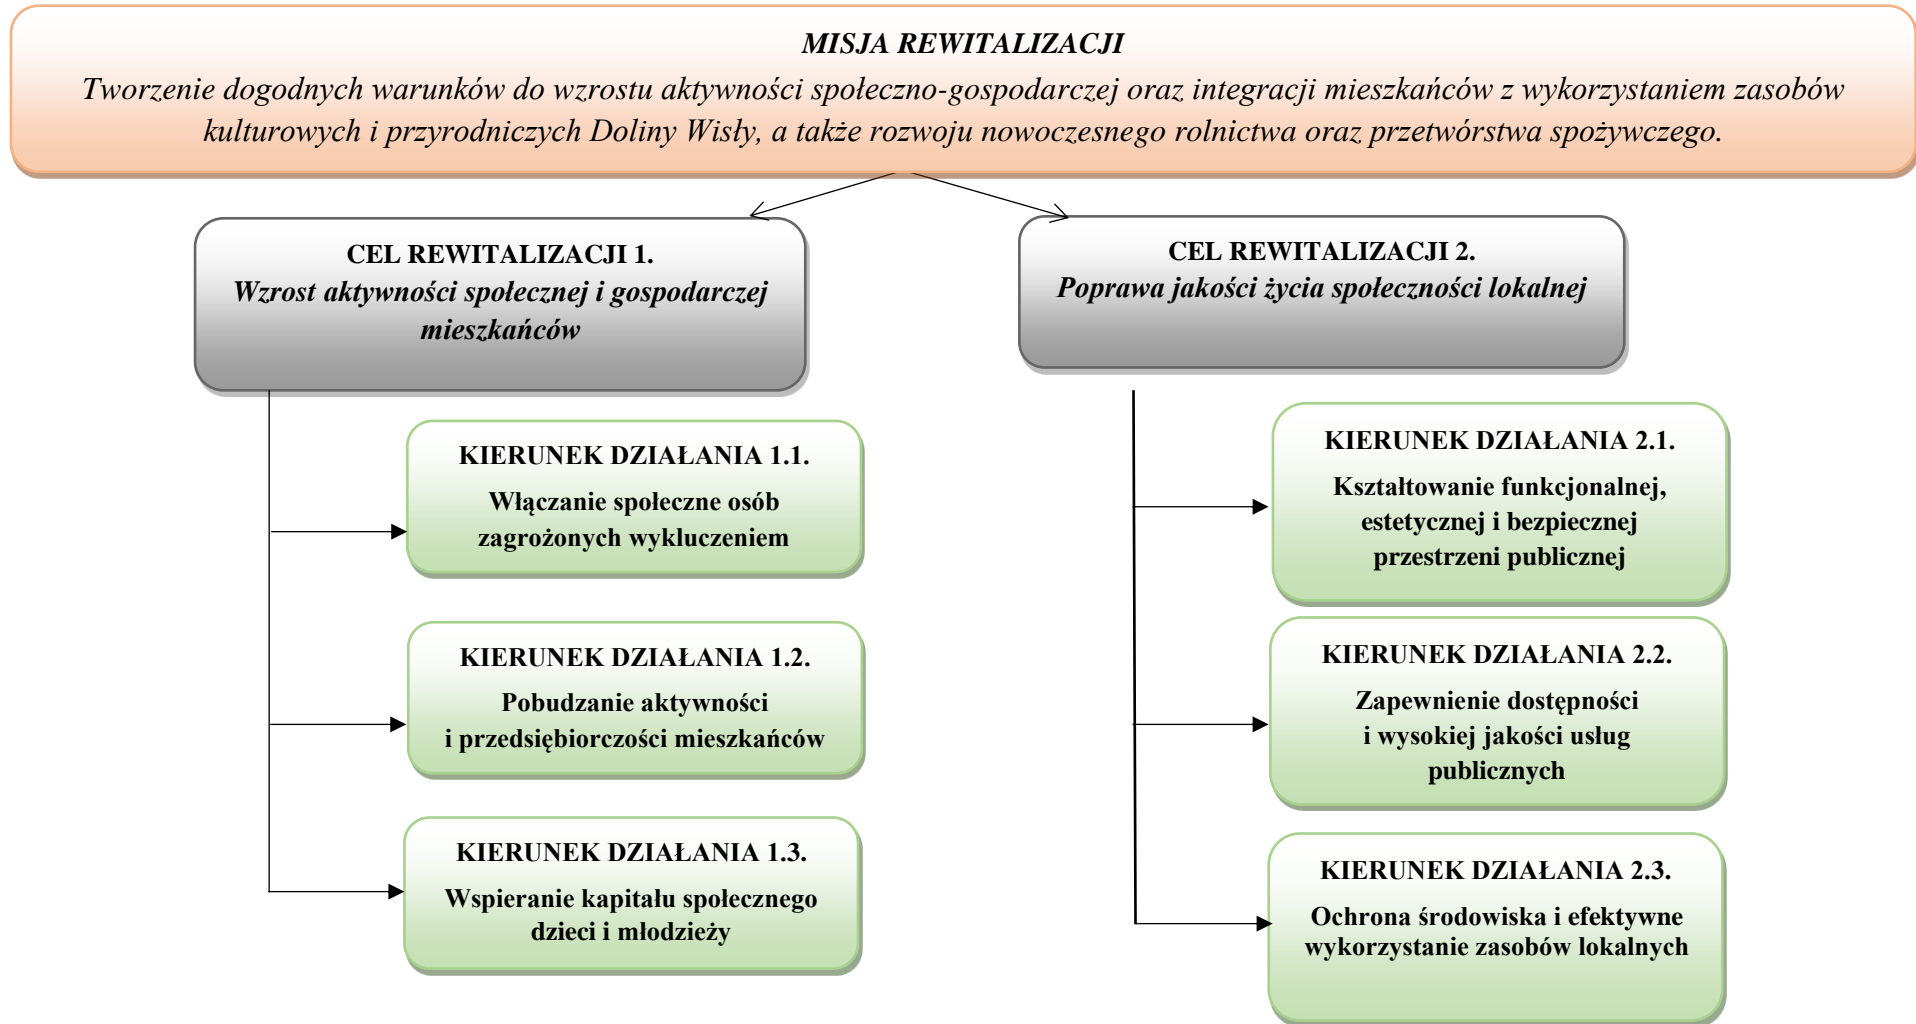 MISJA REWITALIZACJI
Tworzenie dogodnych warunków do wzrostu aktywności społeczno-gospodarczej oraz integracji mieszkańców z wykorzystaniem zasobów
kulturowych i przyrodniczych Doliny Wisły, a także rozwoju nowoczesnego rolnictwa oraz przetwórstwa spożywczego.
CEL REWITALIZACJI 1.
Wzrost aktywności społecznej i gospodarczej
mieszkańców
KIERUNEK DZIAŁANIA 1.1.
Włączanie społeczne osób
zagrożonych wykluczeniem
KIERUNEK DZIAŁANIA 1.2.
Pobudzanie aktywności
i przedsiębiorczości mieszkańców
KIERUNEK DZIAŁANIA 1.3.
Wspieranie kapitału społecznego
dzieci i młodzieży
CEL REWITALIZACJI 2.
Poprawa jakości życia społeczności lokalnej
KIERUNEK DZIAŁANIA 2.1.
Kształtowanie funkcjonalnej,
estetycznej i bezpiecznej
przestrzeni publicznej
KIERUNEK DZIAŁANIA 2.2.
Zapewnienie dostępności
i wysokiej jakości usług
publicznych
KIERUNEK DZIAŁANIA 2.3.
Ochrona środowiska i efektywne
wykorzystanie zasobów lokalnych